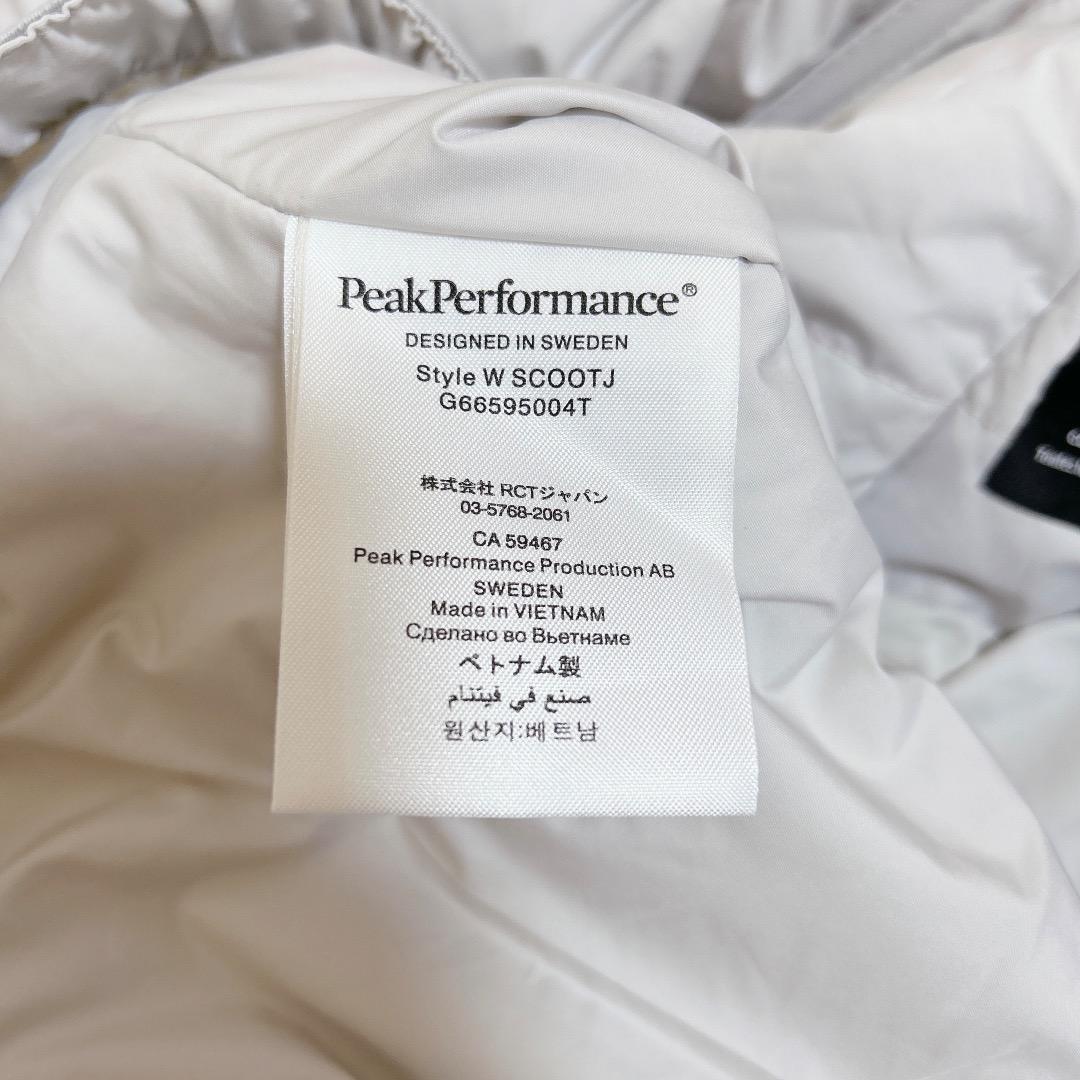 PeakPerformance®
DESIGNED IN SWEDEN
Style W SCOOTJ
G66595004T
株式会社 RCTジャパン
03-5768-2061
CA 59467
Peak Performance Production AB
SWEDEN
Made in VIETNAM
Сделано во Вьетнаме
ベトナム製
صنع في فيتنام
원산지:베트남